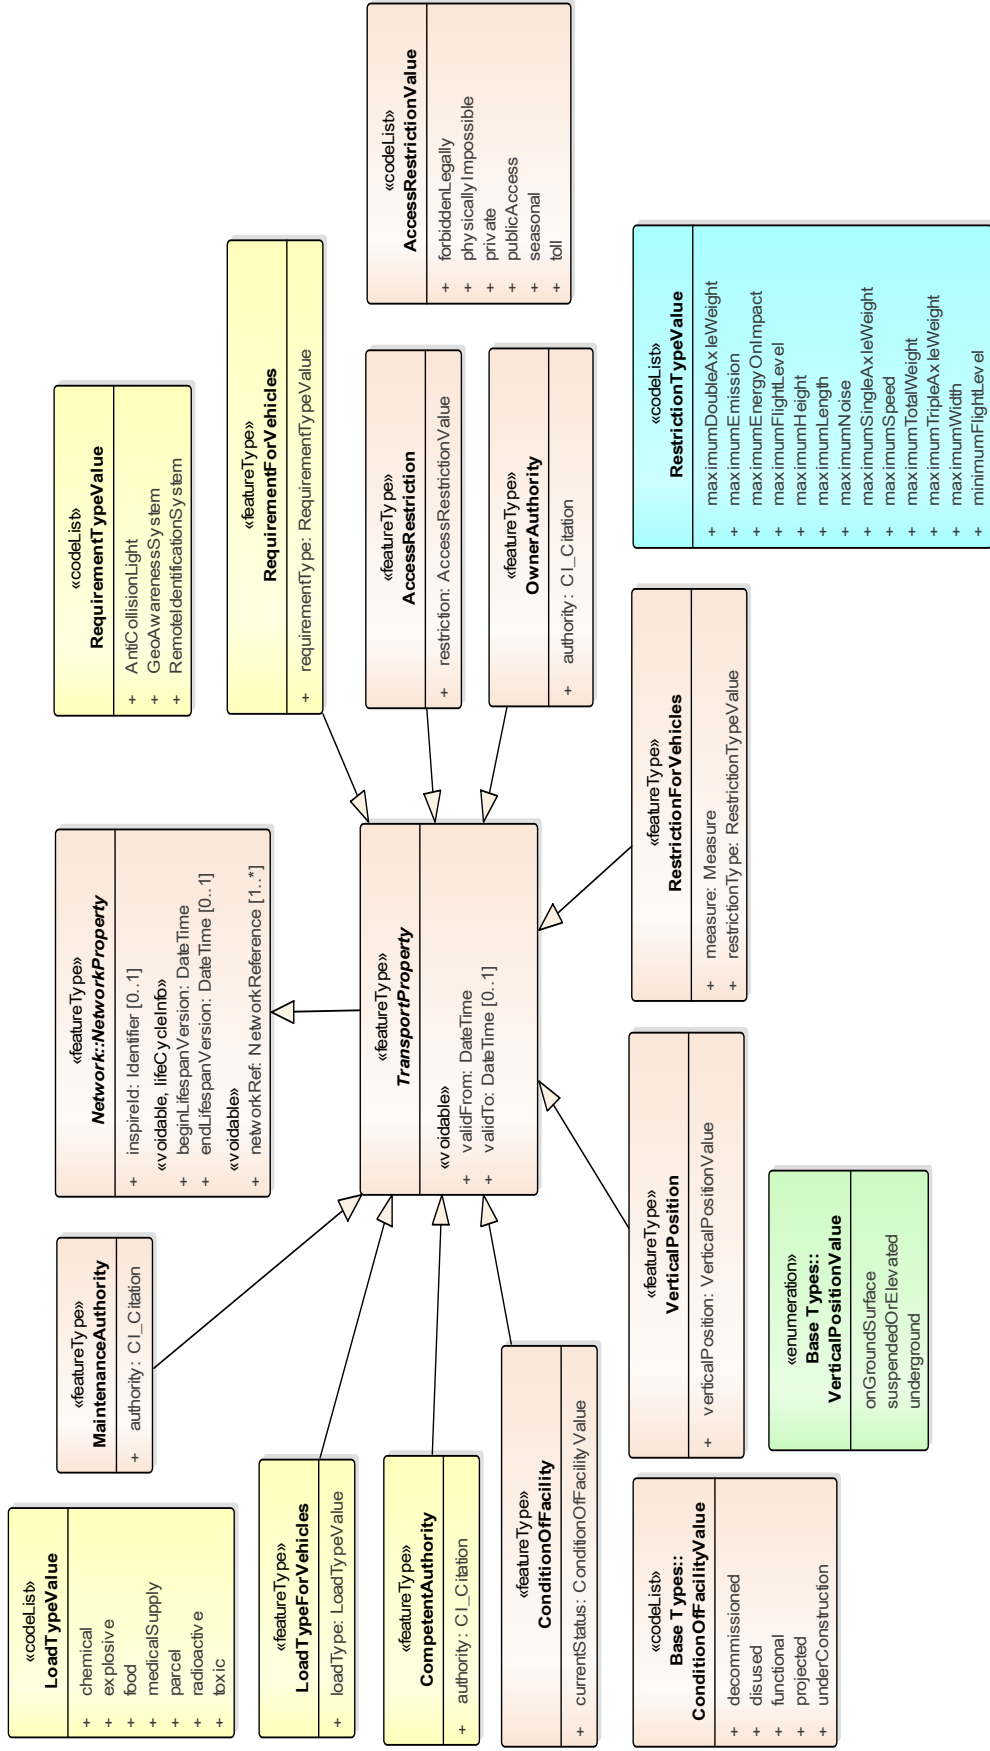 «codeList»
LoadTypeValue
+ chemical
+ explosive
+ food
+ medicalSupply
+ parcel
+ radioactive
+ toxic
«featureType»
MaintenanceAuthority
+ authority: CI_Citation
«featureType»
Network::NetworkProperty
+ inspireId: Identifier [0..1]
«voidable, lifeCycleInfo»
+ beginLifespanVersion: DateTime
+ endLifespanVersion: DateTime [0..1]
«voidable»
+ networkRef: NetworkReference [1..*]
«codeList»
RequirementTypeValue
+ AntiCollisionLight
+ GeoAwarenessSystem
+ RemoteIdentificationSystem
«featureType»
RequirementForVehicles
+ requirementType: RequirementTypeValue
«featureType»
LoadTypeForVehicles
+ loadType: LoadTypeValue
«featureType»
CompetentAuthority
+ authority: CI_Citation
«featureType»
TransportProperty
«voidable»
+ validFrom: DateTime
+ validTo: DateTime [0..1]
«featureType»
AccessRestriction
+ restriction: AccessRestrictionValue
«codeList»
AccessRestrictionValue
+ forbiddenLegally
+ physicallyImpossible
+ private
+ publicAccess
+ seasonal
+ toll
«featureType»
OwnerAuthority
+ authority: CI_Citation
«featureType»
ConditionOfFacility
+ currentStatus: ConditionOfFacilityValue
«featureType»
VerticalPosition
+ verticalPosition: VerticalPositionValue
«featureType»
RestrictionForVehicles
+ measure: Measure
+ restrictionType: RestrictionTypeValue
«codeList»
RestrictionTypeValue
+ maximumDoubleAxleWeight
+ maximumEmission
+ maximumEnergyOnImpact
+ maximumFlightLevel
+ maximumHeight
+ maximumLength
+ maximumNoise
+ maximumSingleAxleWeight
+ maximumSpeed
+ maximumTotalWeight
+ maximumTripleAxleWeight
+ maximumWidth
+ minimumFlightLevel
«codeList»
Base Types::
ConditionOfFacilityValue
+ decommissioned
+ disused
+ functional
+ projected
+ underConstruction
«enumeration»
Base Types::
VerticalPositionValue
onGroundSurface
suspendedOrElevated
underground